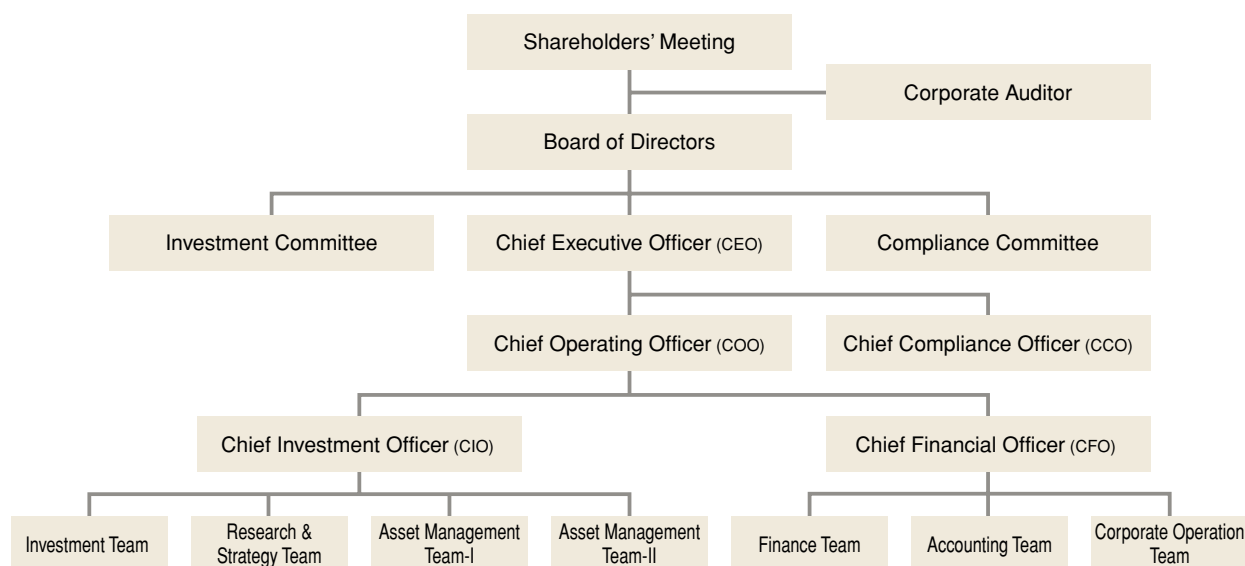 Shareholders' Meeting
Corporate Auditor
Board of Directors
Investment Committee
Chief Executive Officer (CEO)
Compliance Committee
Chief Operating Officer (COO)
Chief Compliance Officer (CCO)
Chief Investment Officer (CIO)
Chief Financial Officer (CFO)
Investment Team
Research &
Strategy Team
Asset Management
Team-I
Asset Management
Team-II
Finance Team
Accounting Team
Corporate Operation
Team